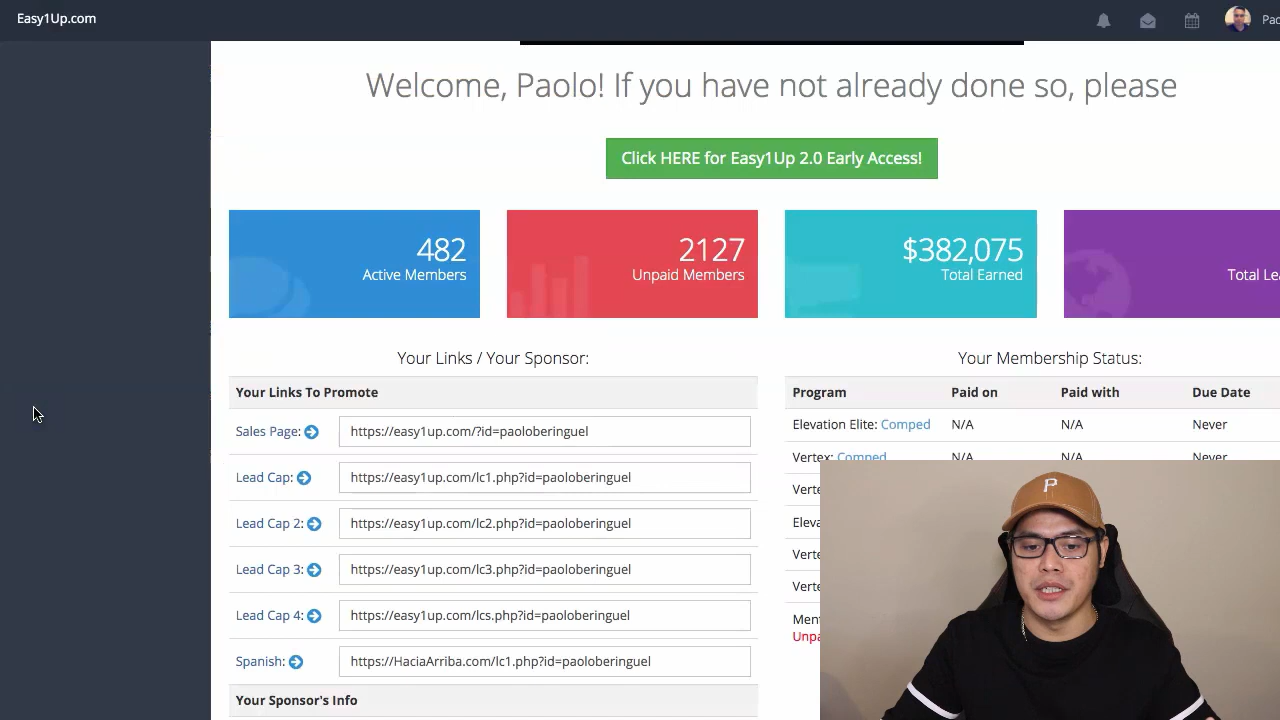 Easy1Up.com
Welcome, Paolo! If you have not already done so, please
Click HERE for Easy1Up 2.0 Early Access!
482
Active Members
2127
Unpaid Members
$382,075
Total Earned
Total
Your Links / Your Sponsor:
Your Membership Status:
Your Links To Promote
Program Paid on Paid with Due Date
Sales Page: https://easy1up.com/?id=paoloberinguel
Elevation Elite: Comped N/A N/A Never
Vertex: Comped N/A N/A Never
Lead Cap: https://easy1up.com/lc1.php?id=paoloberinguel
Lead Cap 2: https://easy1up.com/lc2.php?id=paoloberinguel
Lead Cap 3: https://easy1up.com/lc3.php?id=paoloberinguel
Lead Cap 4: https://easy1up.com/lcs.php?id=paoloberinguel
Spanish: https://HaciaArriba.com/lc1.php?id=paoloberinguel
Your Sponsor's Info
P